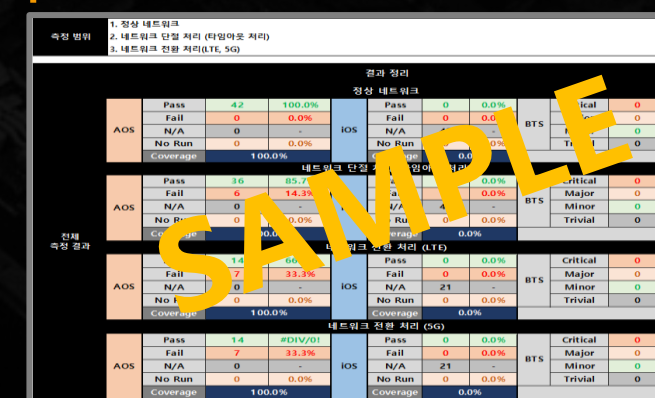 측정 범위
1. 정상 네트워크
2. 네트워크 단절 처리 (타임아웃 처리)
3. 네트워크 전환 처리(LTE, 5G)
결과 정리
전체
측정 결과
정상 네트워크
AOS
Pass 42 100.0%
Fail 0 0.0%
N/A 0 -
No Run 0 0.0%
Coverage 100.0%
iOS
Pass 0 0.0%
Fail 0 0.0%
N/A
No Run 0.0%
BTS
0
0
0
0
네트워크 단절
AOS
Pass 36
Fail 6 14.3%
N/A 0 -
0 0.0%
Pass 0.0%
0.0%
BTS
Critical 0
Major 0
Minor 0
Trivial 0
네트워크 전환 처리 (LTE)
AOS
Pass 14
Fail 7 33.3%
N/A 0 -
0 0.0%
Coverage 100.0%
iOS
Pass 0 0.0%
Fail 0 0.0%
N/A 21 -
No Run 0 0.0%
Coverage 0.0%
BTS
Critical 0
Major 0
Minor 0
Trivial 0
네트워크 전환 처리 (5G)
AOS
Pass 14 #DIV/0!
Fail 7 33.3%
N/A 0 -
No Run 0 0.0%
Coverage 100.0%
iOS
Pass 0 0.0%
Fail 0 0.0%
N/A 21 -
No Run 0 0.0%
Coverage 0.0%
BTS
Critical 0
Major 0
Minor 0
Trivial 0
SAMPLE